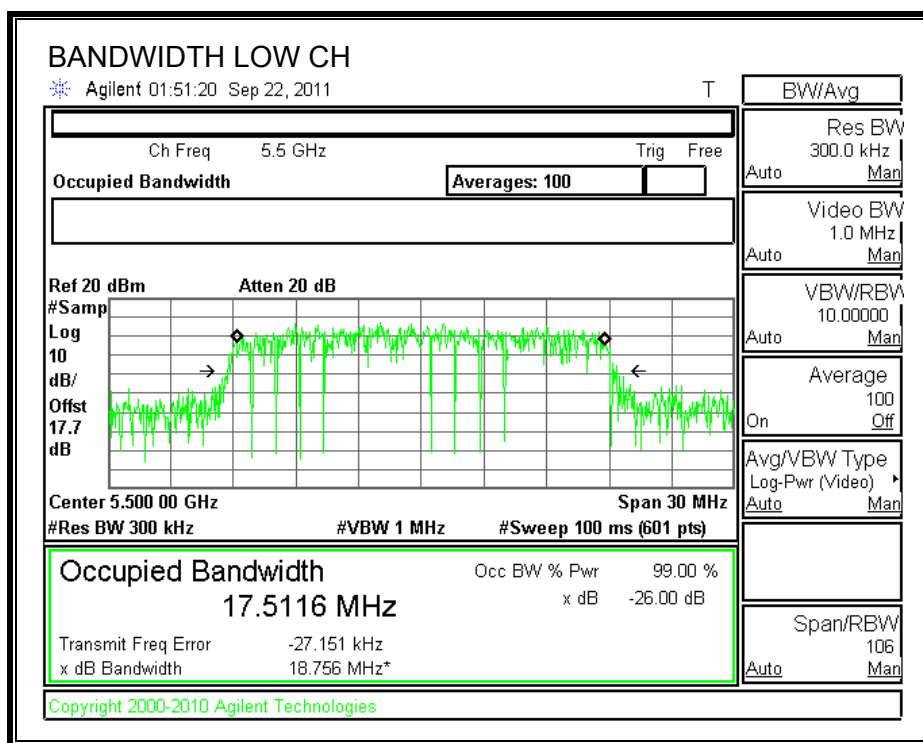 BANDWIDTH LOW CH
Agilent 01:51:20 Sep 22, 2011 T
Ch Freq 5.5 GHz Trig Free
Occupied Bandwidth Averages: 100
Ref 20 dBm Atten 20 dB
#Samp
Log
10
dB/
Offst
17.7
dB
Center 5.500 00 GHz Span 30 MHz
#Res BW 300 kHz #VBW 1 MHz #Sweep 100 ms (601 pts)
Occupied Bandwidth Occ BW % Pwr 99.00 %
17.5116 MHz x dB -26.00 dB
Transmit Freq Error -27.151 kHz
x dB Bandwidth 18.756 MHz*
Copyright 2000-2010 Agilent Technologies
BW/Avg
Res BW
300.0 kHz
Auto Man
Video BW
1.0 MHz
Auto Man
VBW/RBW
10.00000
Auto Man
Average
100
On Off
Avg/VBW Type
Log-Pwr (Video)
Auto Man
Span/RBW
106
Auto Man